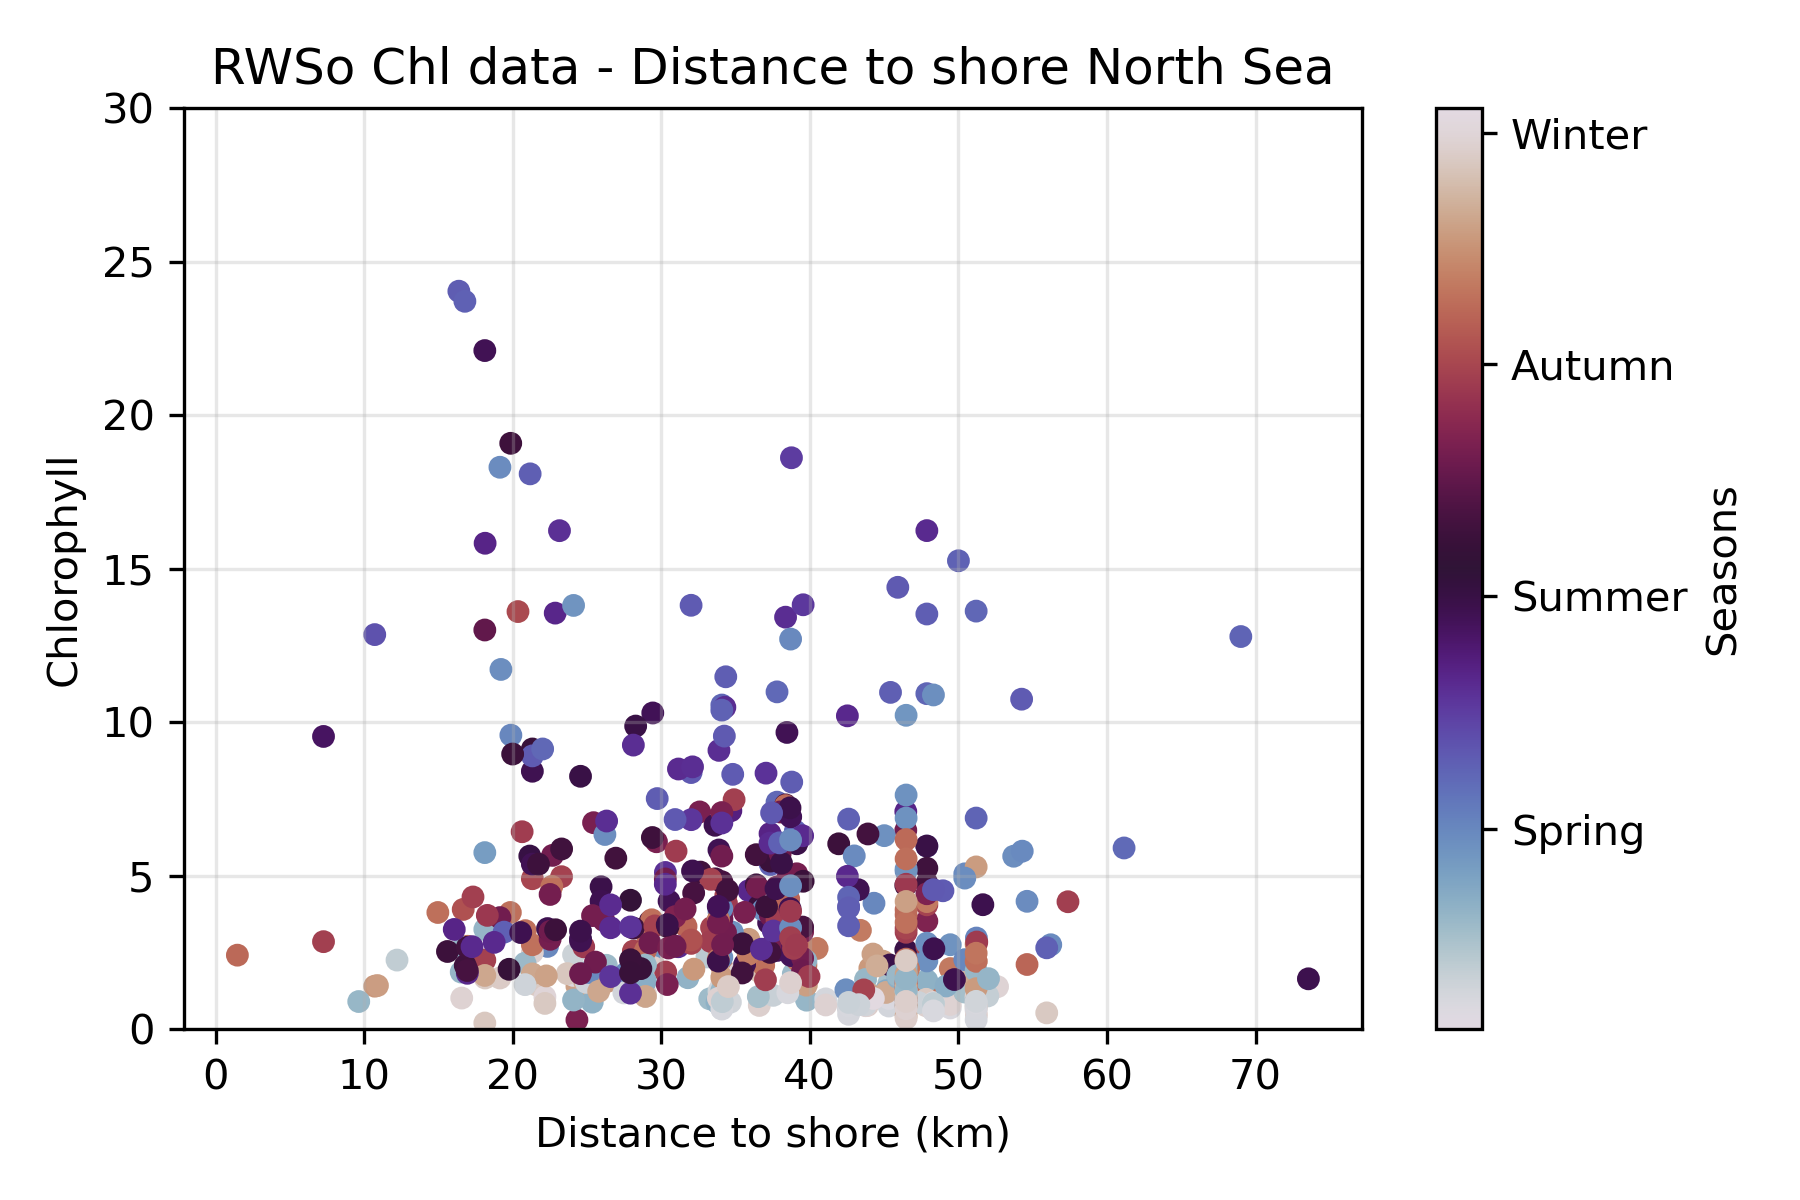 RWSo Chl data - Distance to shore North Sea
30
25
20
15
10
5
0
Chlorophyll
0 10 20 30 40 50 60 70
Distance to shore (km)
Winter
Autumn
Summer
Spring
Seasons